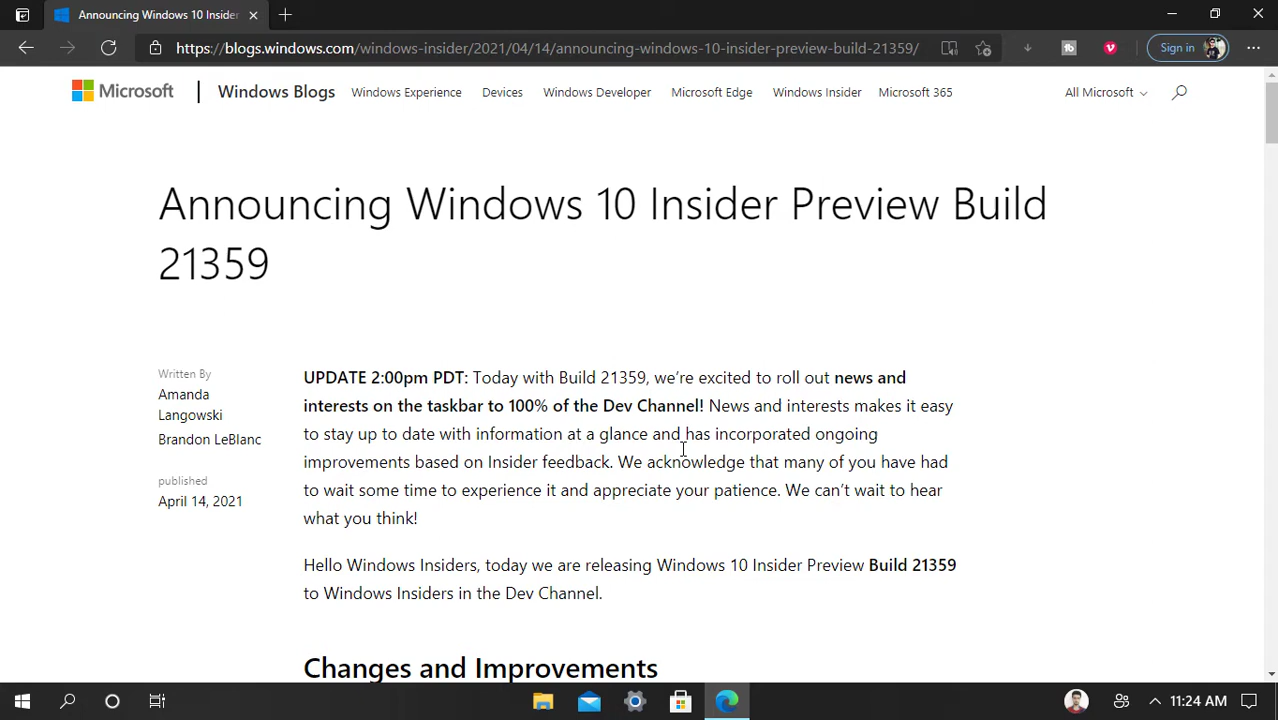 Announcing Windows 10 Insider
https://blogs.windows.com/windows-insider/2021/04/14/announcing-windows-10-insider-preview-build-21359/
Sign in
Microsoft
Windows Blogs
Windows Experience
Devices
Windows Developer
Microsoft Edge
Windows Insider
Microsoft 365
All Microsoft
Announcing Windows 10 Insider Preview Build
21359
Written By
Amanda
Langowski
Brandon LeBlanc
published
April 14, 2021
UPDATE 2:00pm PDT: Today with Build 21359, we’re excited to roll out news and
interests on the taskbar to 100% of the Dev Channel! News and interests makes it easy
to stay up to date with information at a glance and has incorporated ongoing
improvements based on Insider feedback. We acknowledge that many of you have had
to wait some time to experience it and appreciate your patience. We can’t wait to hear
what you think!
Hello Windows Insiders, today we are releasing Windows 10 Insider Preview Build 21359
to Windows Insiders in the Dev Channel.
Changes and Improvements
11:24 AM